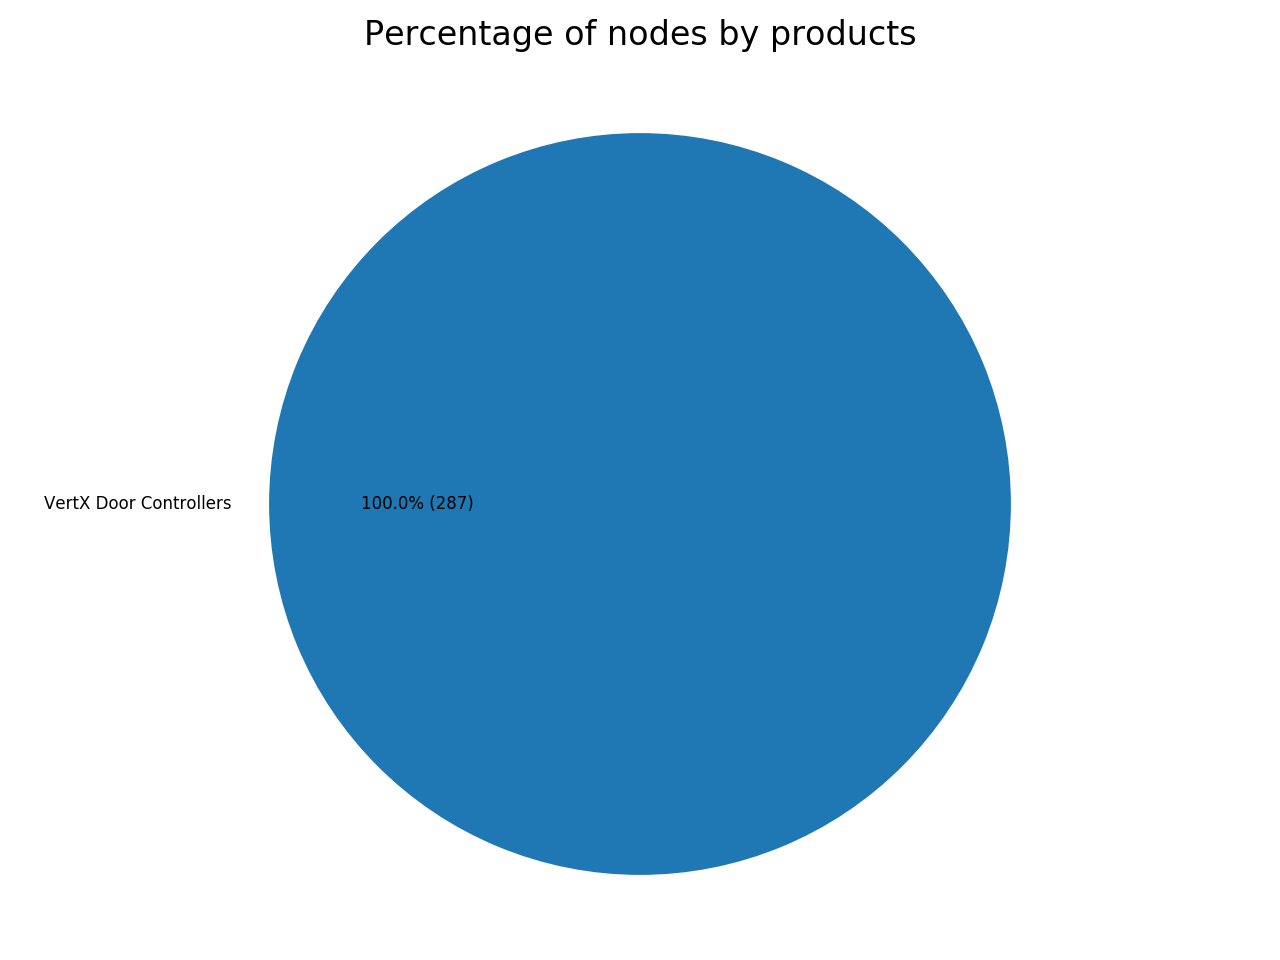 Percentage of nodes by products
VertX Door Controllers
100.0% (287)